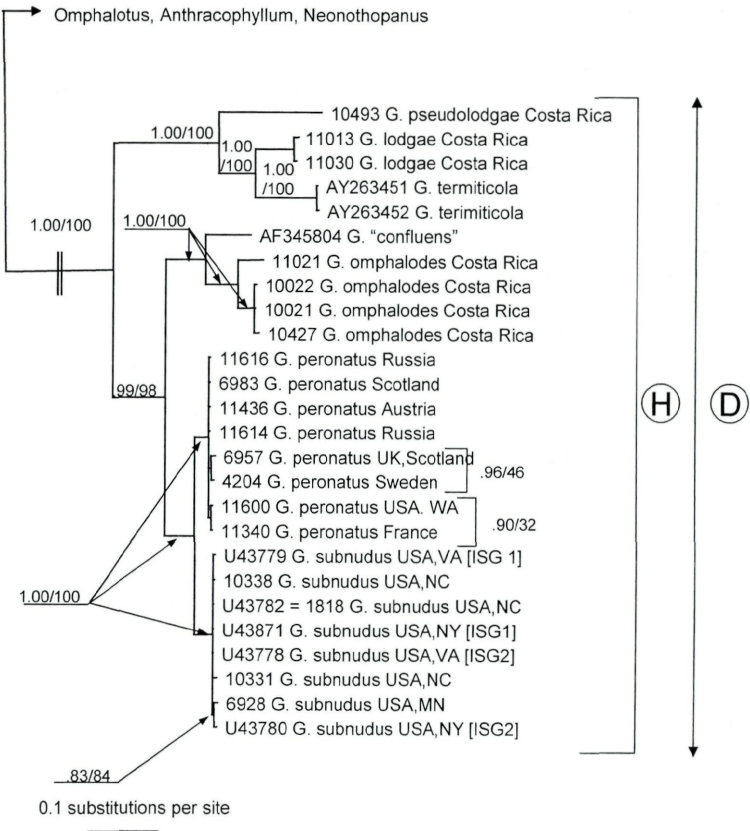 Omphalotus, Anthracophyllum, Neonothopanus
10493 G. pseudolodgae Costa Rica
1.00/100
11013 G. lodgae Costa Rica
1.00
/100
11030 G. lodgae Costa Rica
1.00
/100
AY263451 G. termiticola
AY263452 G. terimiticola
1.00/100
1.00/100
AF345804 G. "confluens"
11021 G. omphalodes Costa Rica
10022 G. omphalodes Costa Rica
10021 G. omphalodes Costa Rica
10427 G. omphalodes Costa Rica
11616 G. peronatus Russia
6983 G. peronatus Scotland
.99/98
11436 G. peronatus Austria
H
D
11614 G. peronatus Russia
6957 G. peronatus UK,Scotland
.96/46
4204 G. peronatus Sweden
11600 G. peronatus USA. WA
.90/32
11340 G. peronatus France
U43779 G. subnudus USA,VA [ISG 1]
10338 G. subnudus USA,NC
1.00/100
U43782 = 1818 G. subnudus USA,NC
U43871 G. subnudus USA,NY [ISG1]
U43778 G. subnudus USA,VA [ISG2]
10331 G. subnudus USA,NC
6928 G. subnudus USA,MN
U43780 G. subnudus USA,NY [ISG2]
.83/84
0.1 substitutions per site